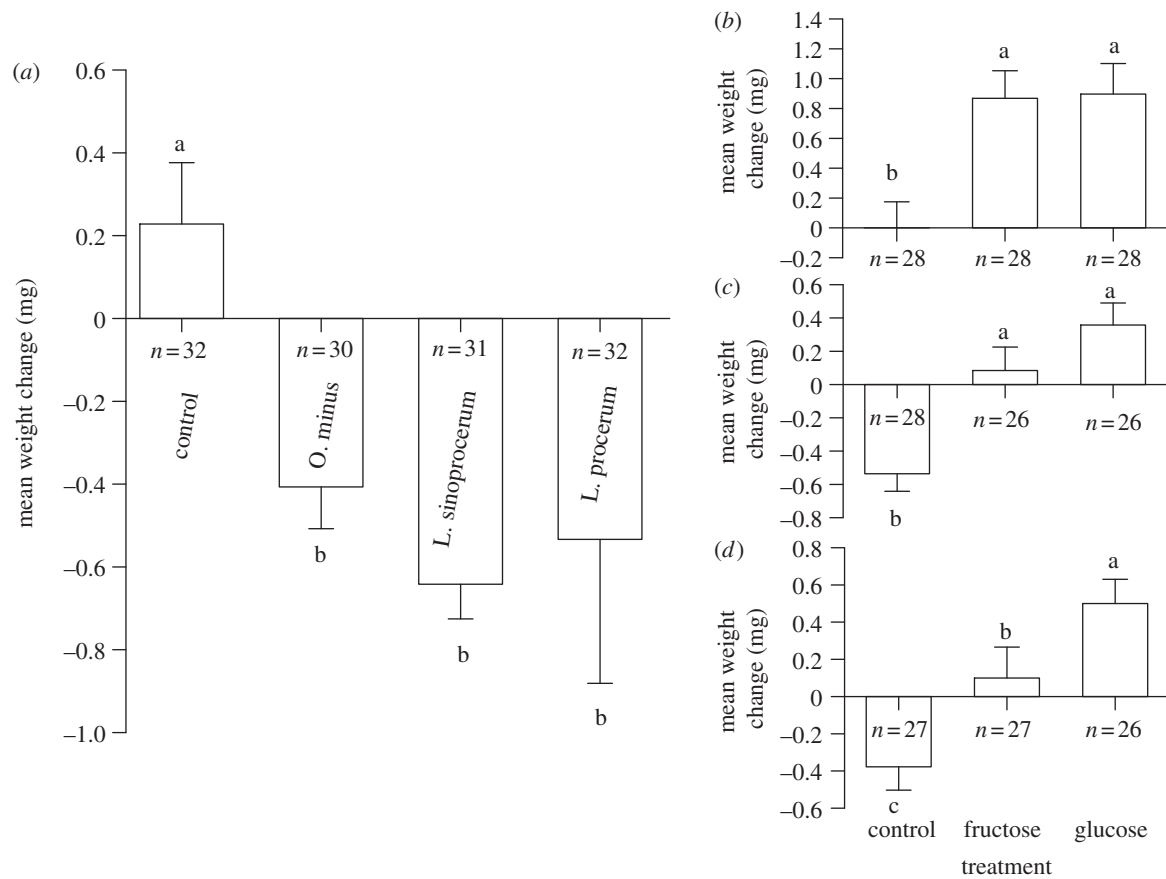 (a)
mean weight change (mg)
0.6
0.4
0.2
0
–0.2
–0.4
–0.6
–0.8
–1.0
a
b
b
b
n=32
n=30
n=31
n=32
control
O. minus
L. sinoprocerum
L. procerum
(b)
mean weight
change (mg)
1.4
1.2
1.0
0.8
0.6
0.4
0.2
0
–0.2
b
a
a
n=28
n=28
n=28
(c)
mean weight
change (mg)
0.6
0.4
0.2
0
–0.2
–0.4
–0.6
–0.8
a
a
n=28
n=26
n=26
b
(d)
mean weight
change (mg)
0.8
0.6
0.4
0.2
0
–0.2
–0.4
–0.6
a
b
n=27
n=27
n=26
c
control
fructose
glucose
treatment